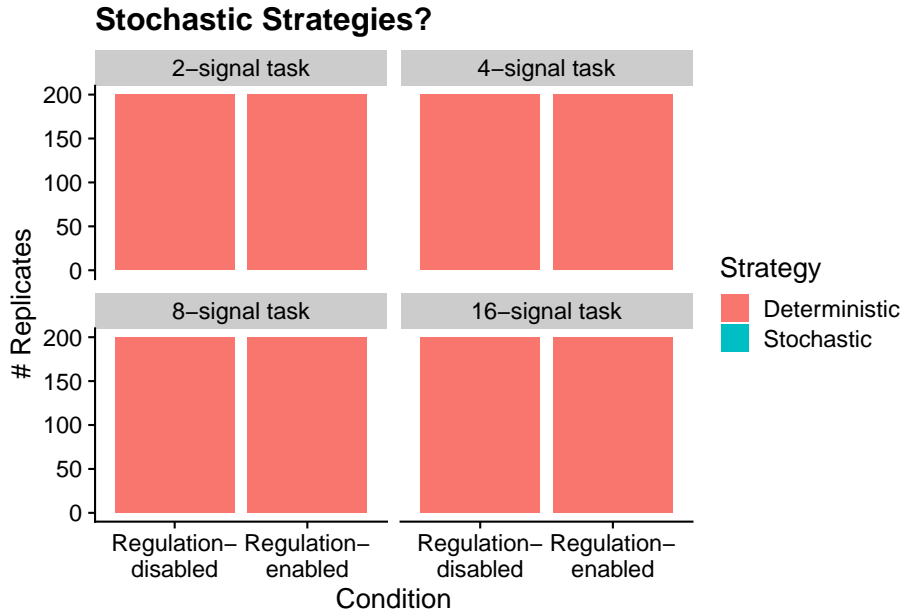 Stochastic Strategies?
2−signal task
4−signal task
200
150
100
50
0
8−signal task
16−signal task
200
150
100
50
0
# Replicates
Regulation−
disabled
Regulation−
enabled
Regulation−
disabled
Regulation−
enabled
Condition
Strategy
Deterministic
Stochastic